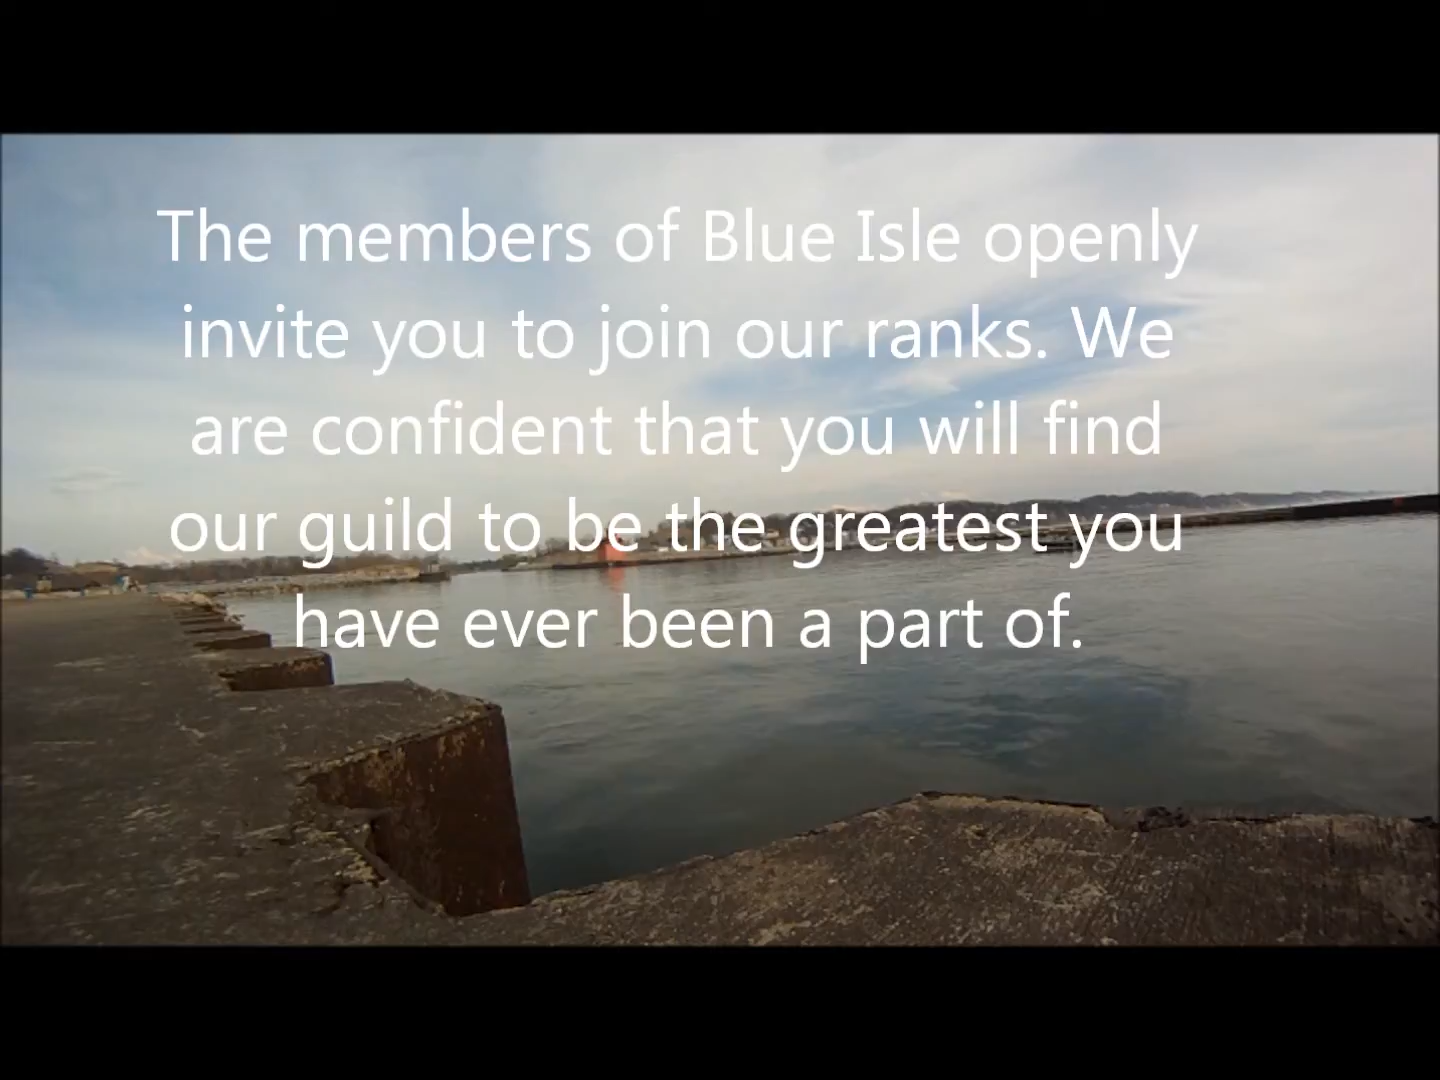 The members of Blue Isle openly
invite you to join our ranks. We
are confident that you will find
our guild to be the greatest you
have ever been a part of.